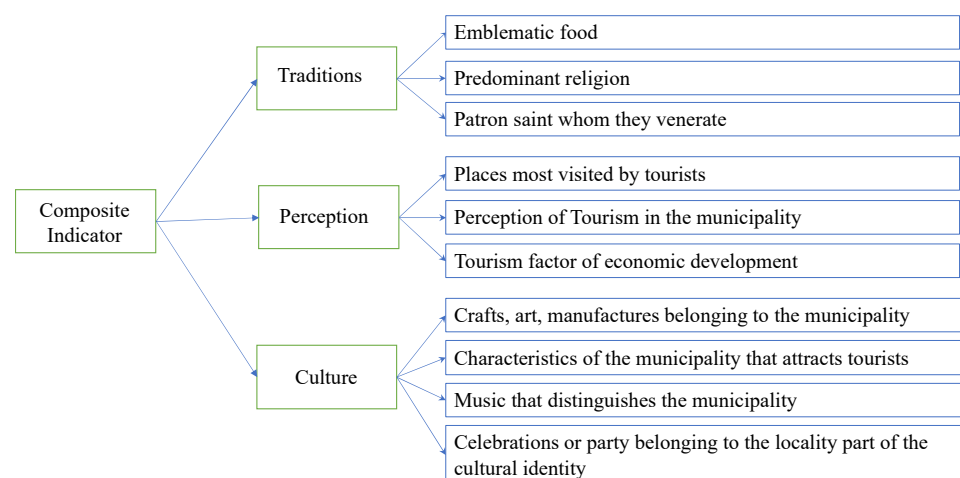 Composite
Indicator
Traditions
Emblematic food
Predominant religion
Patron saint whom they venerate
Perception
Places most visited by tourists
Perception of Tourism in the municipality
Tourism factor of economic development
Culture
Crafts, art, manufactures belonging to the municipality
Characteristics of the municipality that attracts tourists
Music that distinguishes the municipality
Celebrations or party belonging to the locality part of the
cultural identity